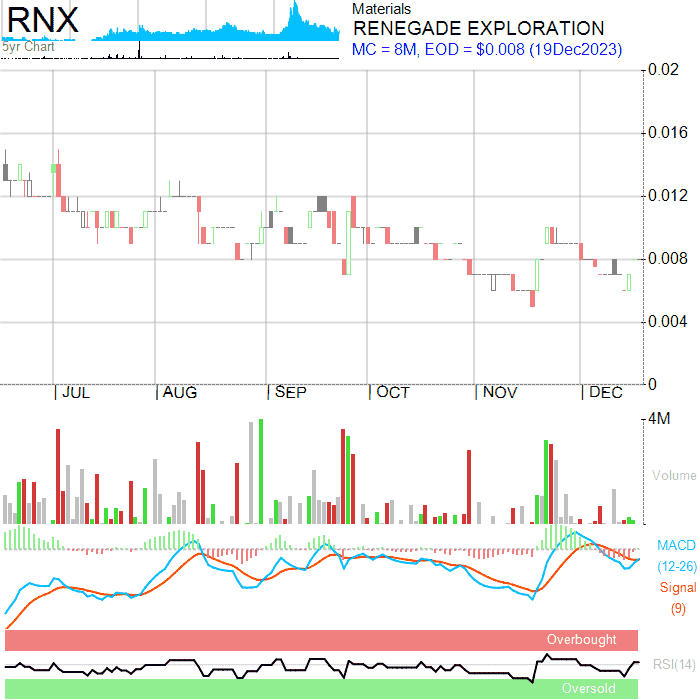 RNX
5yr Chart
Materials
RENEGADE EXPLORATION
MC = 8M, EOD = $0.008 (19Dec2023)
0.02
0.016
0.012
0.008
0.004
0
JUL AUG SEP OCT NOV DEC
4M
Volume
MACD
(12-26)
Signal
(9)
Overbought
RSI(14)
Oversold